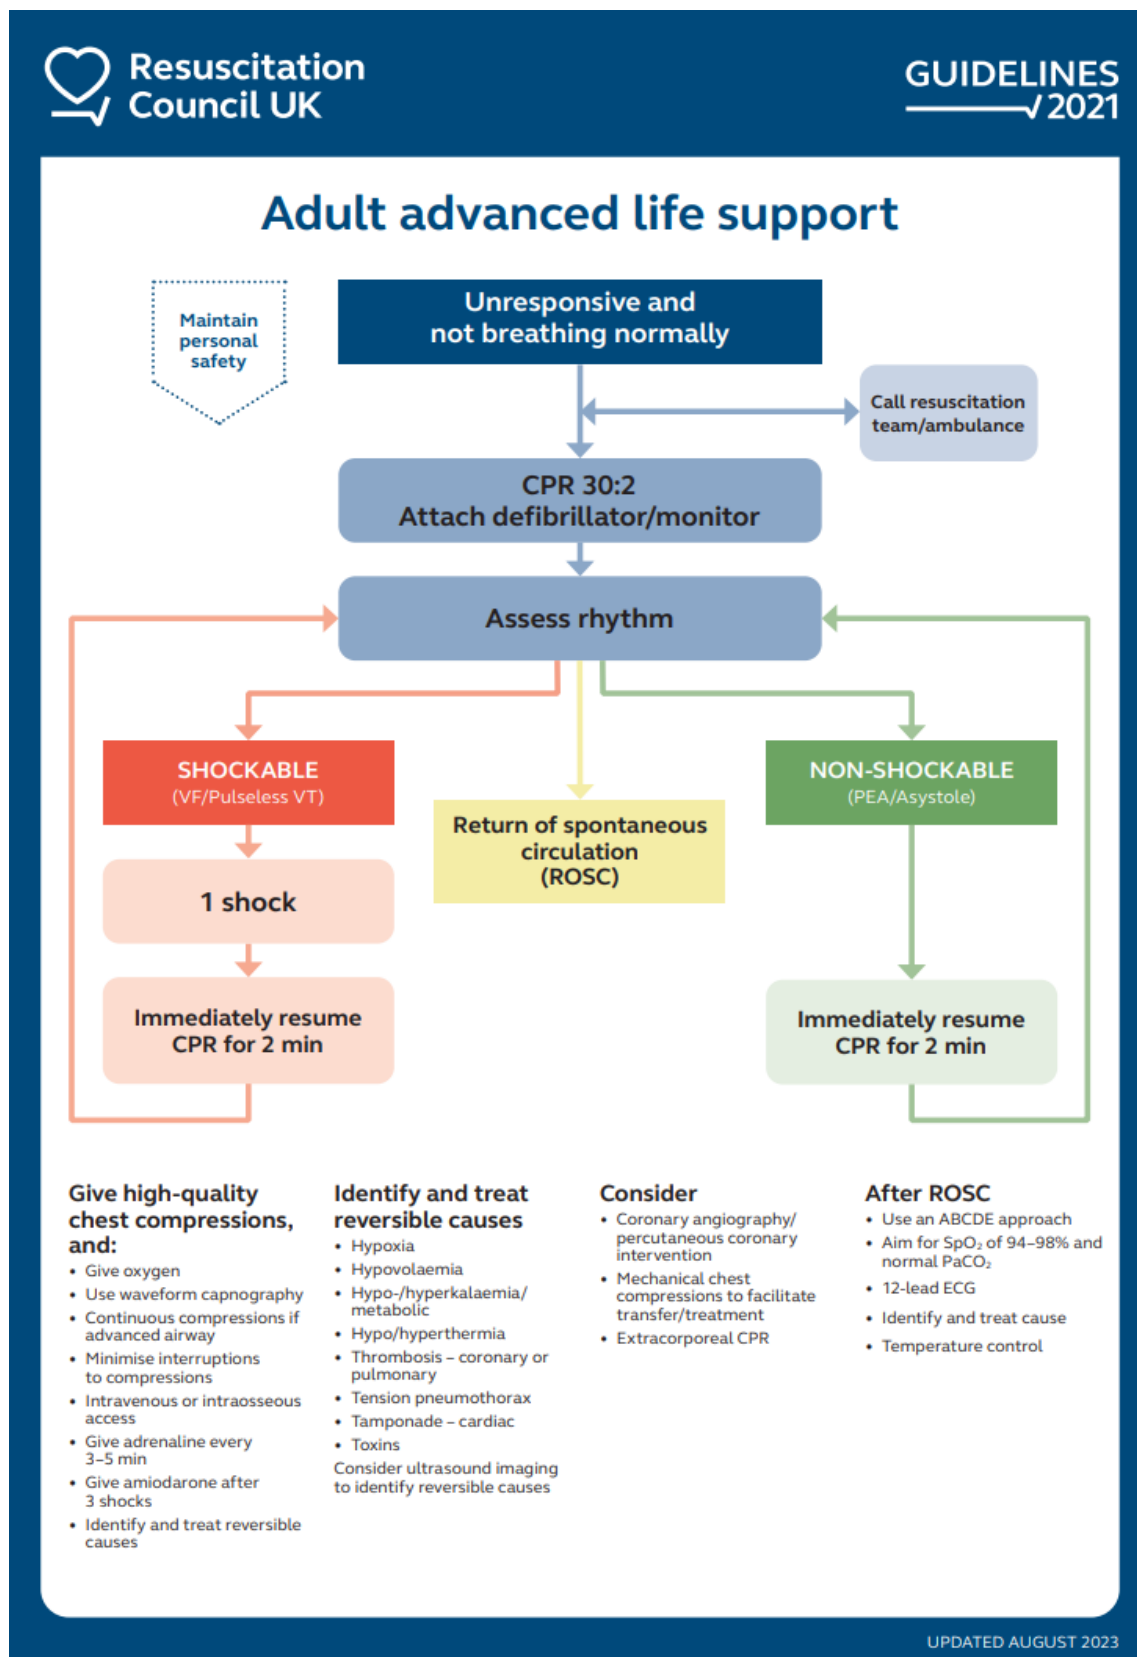 Resuscitation
Council UK
GUIDELINES
2021
Adult advanced life support
Maintain
personal
safety
Unresponsive and
not breathing normally
Call resuscitation
team/ambulance
CPR 30:2
Attach defibrillator/monitor
Assess rhythm
SHOCKABLE
(VF/Pulseless VT)
1 shock
Immediately resume
CPR for 2 min
Return of spontaneous
circulation
(ROSC)
NON-SHOCKABLE
(PEA/Asystole)
Immediately resume
CPR for 2 min
Give high-quality
chest compressions,
and:
• Give oxygen
• Use waveform capnography
• Continuous compressions if
advanced airway
• Minimise interruptions
to compressions
• Intravenous or intraosseous
access
• Give adrenaline every
3–5 min
• Give amiodarone after
3 shocks
• Identify and treat reversible
causes
Identify and treat
reversible causes
• Hypoxia
• Hypovolaemia
• Hypo-/hyperkalaemia/
metabolic
• Hypo/hyperthermia
• Thrombosis – coronary or
pulmonary
• Tension pneumothorax
• Tamponade – cardiac
• Toxins
Consider ultrasound imaging
to identify reversible causes
Consider
• Coronary angiography/
percutaneous coronary
intervention
• Mechanical chest
compressions to facilitate
transfer/treatment
• Extracorporeal CPR
After ROSC
• Use an ABCDE approach
• Aim for SpO₂ of 94–98% and
normal PaCO₂
• 12-lead ECG
• Identify and treat cause
• Temperature control
UPDATED AUGUST 2023